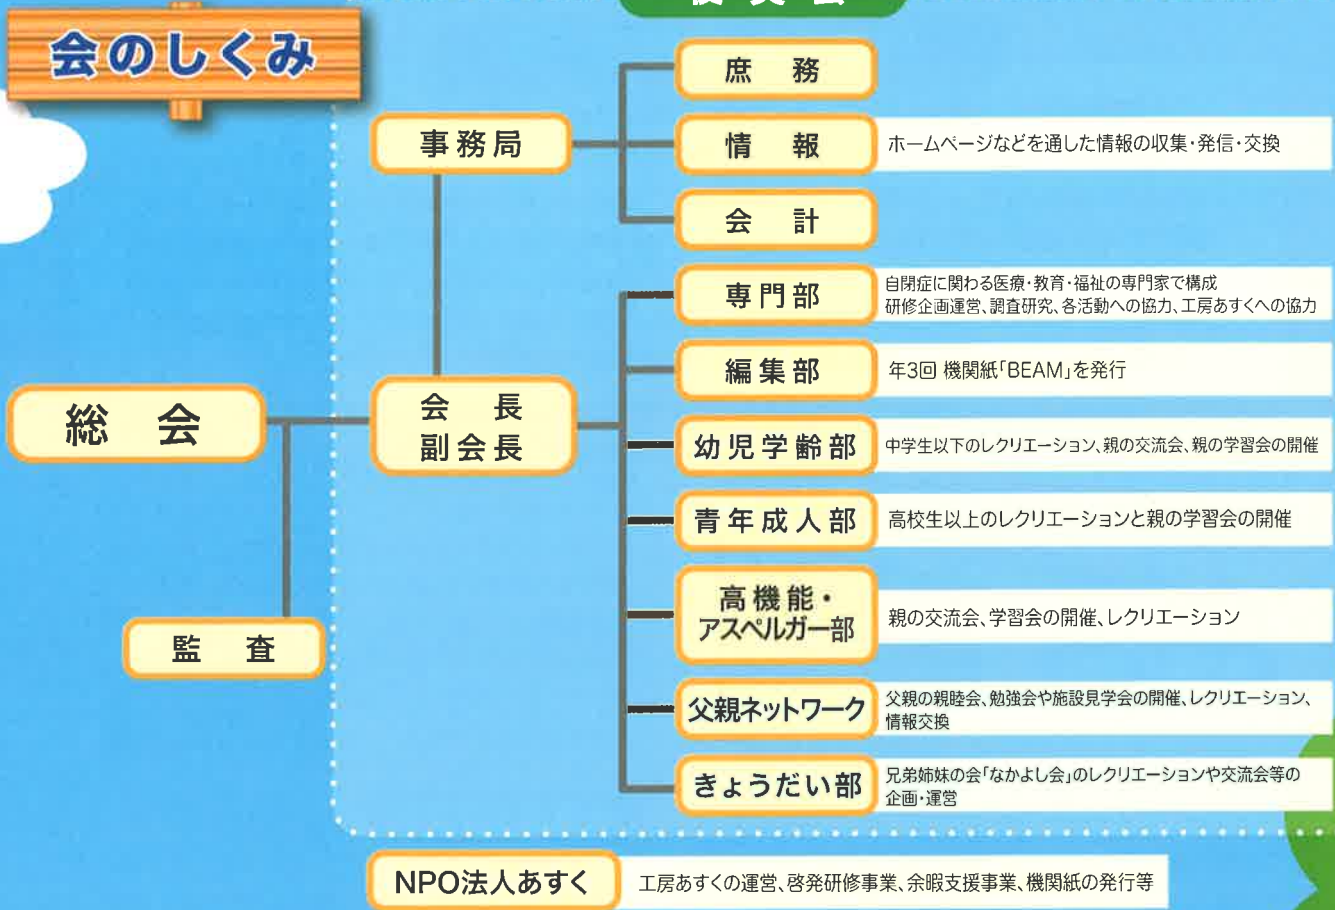 会のしくみ
庶 務
事務局
情 報
ホームページなどを通した情報の収集・発信・交換
会 計
専門部
自閉症に関わる医療・教育・福祉の専門家で構成
研修企画運営、調査研究、各活動への協力、工房あすくへの協力
編集部
年3回 機関紙「BEAM」を発行
総 会
会 長
副会長
幼児学齢部
中学生以下のレクリエーション、親の交流会、親の学習会の開催
青年成人部
高校生以上のレクリエーションと親の学習会の開催
高機能・
アスペルガー部
親の交流会、学習会の開催、レクリエーション
監 査
父親ネットワーク
父親の親睦会、勉強会や施設見学会の開催、レクリエーション、
情報交換
きょうだい部
兄弟姉妹の会「なかよし会」のレクリエーションや交流会等の
企画・運営
NPO法人あすく
工房あすくの運営、啓発研修事業、余暇支援事業、機関紙の発行等